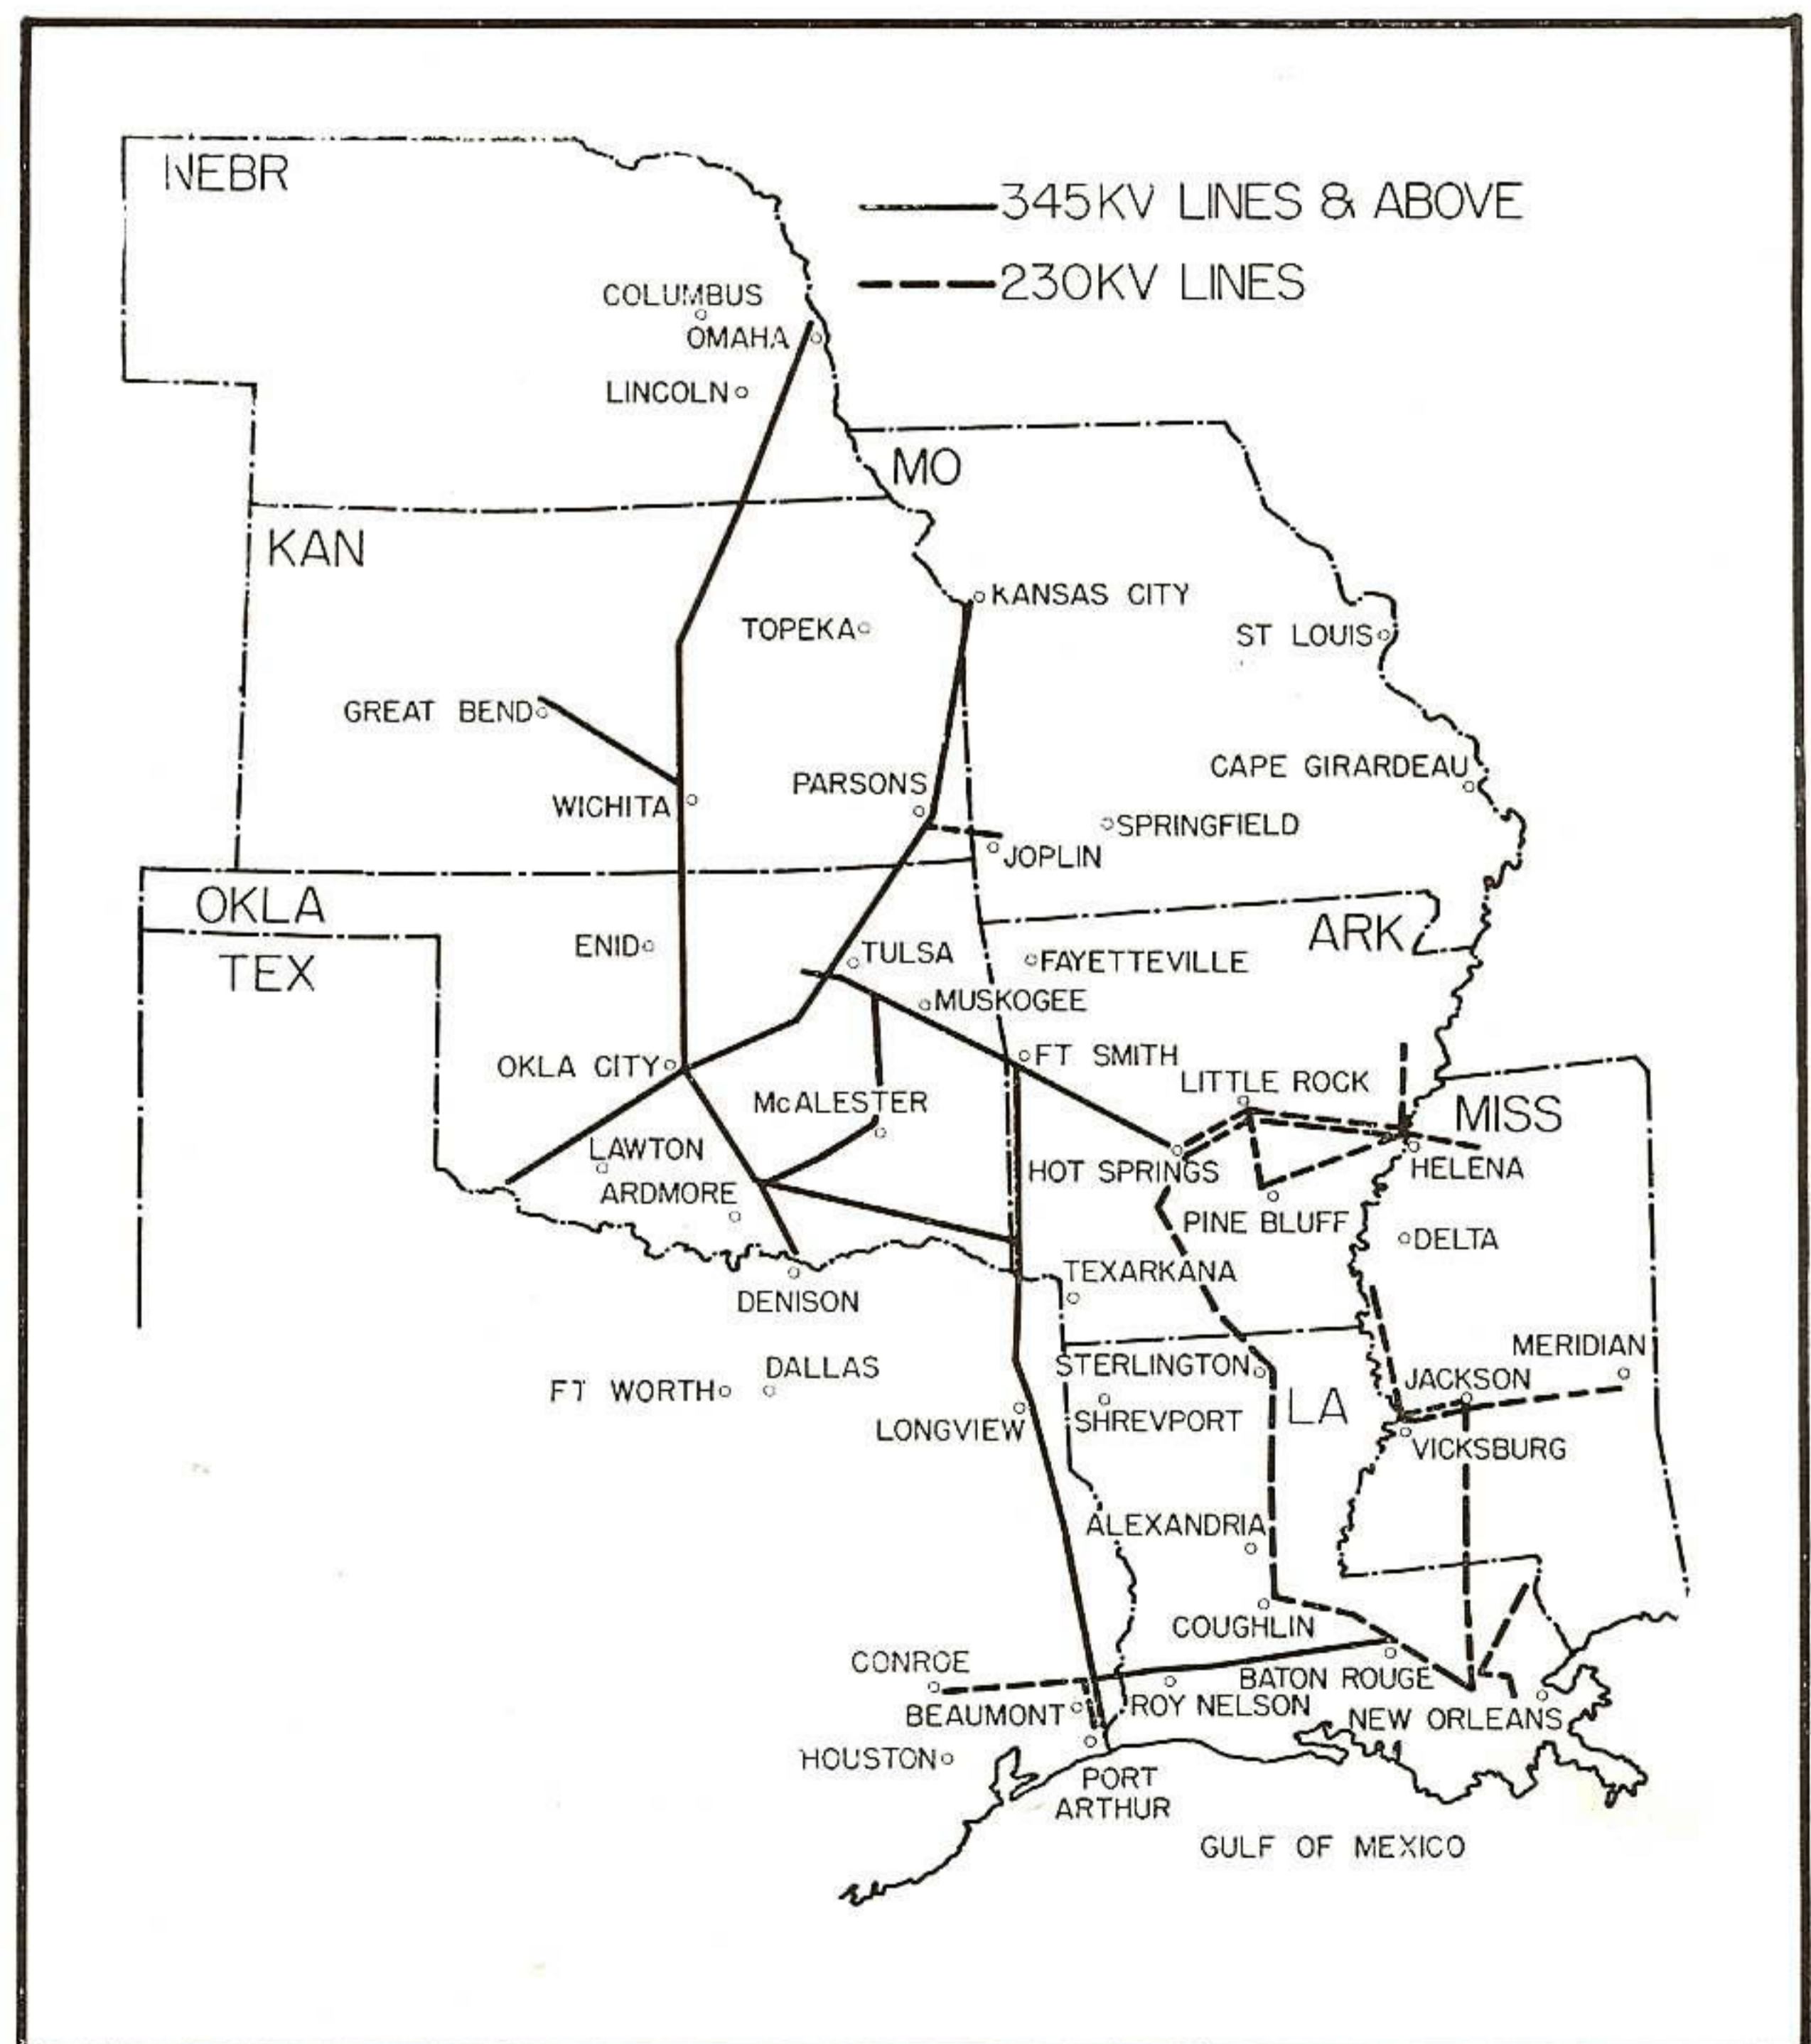 NEBR
345KV LINES & ABOVE
230KV LINES
COLUMBUS
OMAHA
LINCOLN
MO
KAN
KANSAS CITY
TOPEKA
ST LOUIS
GREAT BEND
CAPE GIRARDEAU
PARSONS
WICHITA
SPRINGFIELD
JOPLIN
OKLA
ARK
ENID
TULSA
FAYETTEVILLE
TEX
MUSKOGEE
FT SMITH
OKLA CITY
LITTLE ROCK
McALESTER
MISS
LAWTON
HOT SPRINGS
HELENA
ARDMORE
PINE BLUFF
DELTA
TEXARKANA
DENISON
MERIDIAN
STERLINGTON
DALLAS
JACKSON
FT WORTH
LA
SHREVPORT
LONGVIEW
VICKSBURG
ALEXANDRIA
COUGHLIN
CONROE
BATON ROUGE
ROY NELSON
BEAUMONT
NEW ORLEANS
HOUSTON
PORT
ARTHUR
GULF OF MEXICO